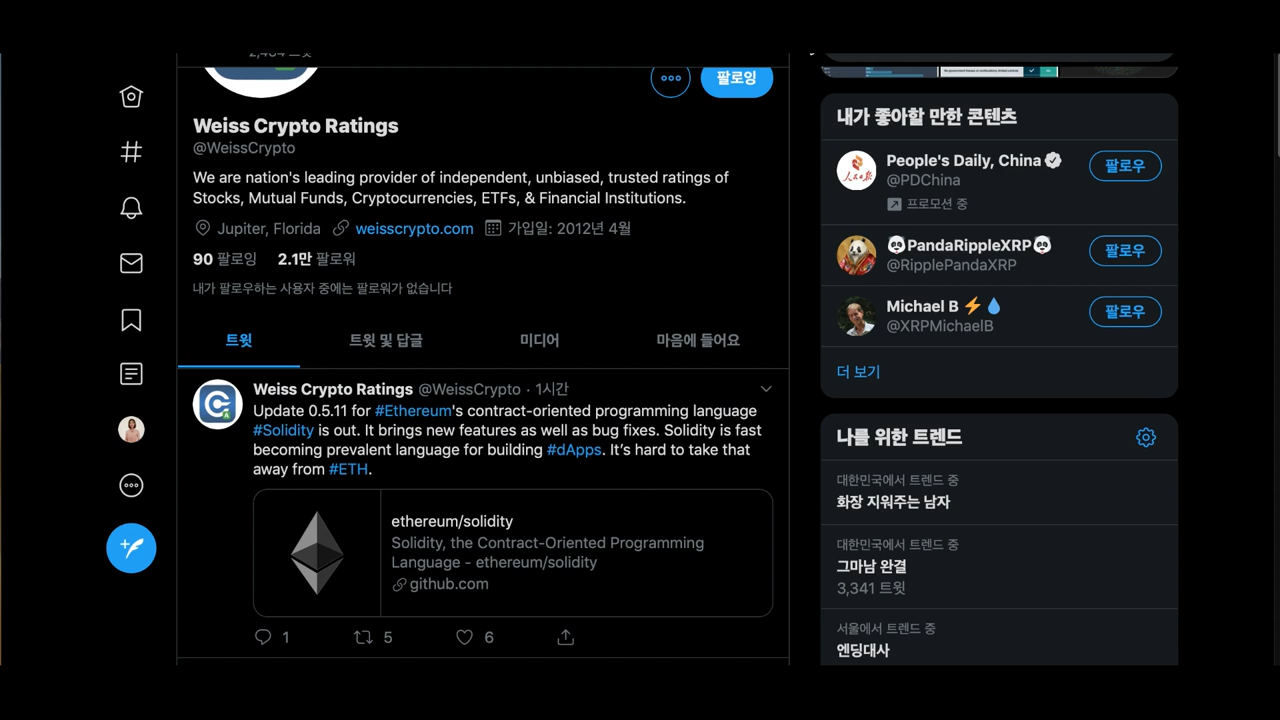 팔로잉
Weiss Crypto Ratings
@WeissCrypto
We are nation's leading provider of independent, unbiased, trusted ratings of
Stocks, Mutual Funds, Cryptocurrencies, ETFs, & Financial Institutions.
Jupiter, Florida weisscrypto.com 가입일: 2012년 4월
90 팔로잉 2.1만 팔로워
내가 팔로우하는 사용자 중에는 팔로워가 없습니다
트윗 트윗 및 답글 미디어 마음에 들어요
Weiss Crypto Ratings @WeissCrypto · 1시간
Update 0.5.11 for #Ethereum's contract-oriented programming language
#Solidity is out. It brings new features as well as bug fixes. Solidity is fast
becoming prevalent language for building #dApps. It’s hard to take that
away from #ETH.
ethereum/solidity
Solidity, the Contract-Oriented Programming
Language - ethereum/solidity
github.com
1 5 6
내가 좋아할 만한 콘텐츠
People's Daily, China
@PDChina
팔로우
프로모션 중
PandaRippleXRP
@RipplePandaXRP
팔로우
Michael B
@XRPMichaelB
팔로우
더 보기
나를 위한 트렌드
대한민국에서 트렌드 중
화장 지워주는 남자
대한민국에서 트렌드 중
그마남 완결
3,341 트윗
서울에서 트렌드 중
엔딩대사